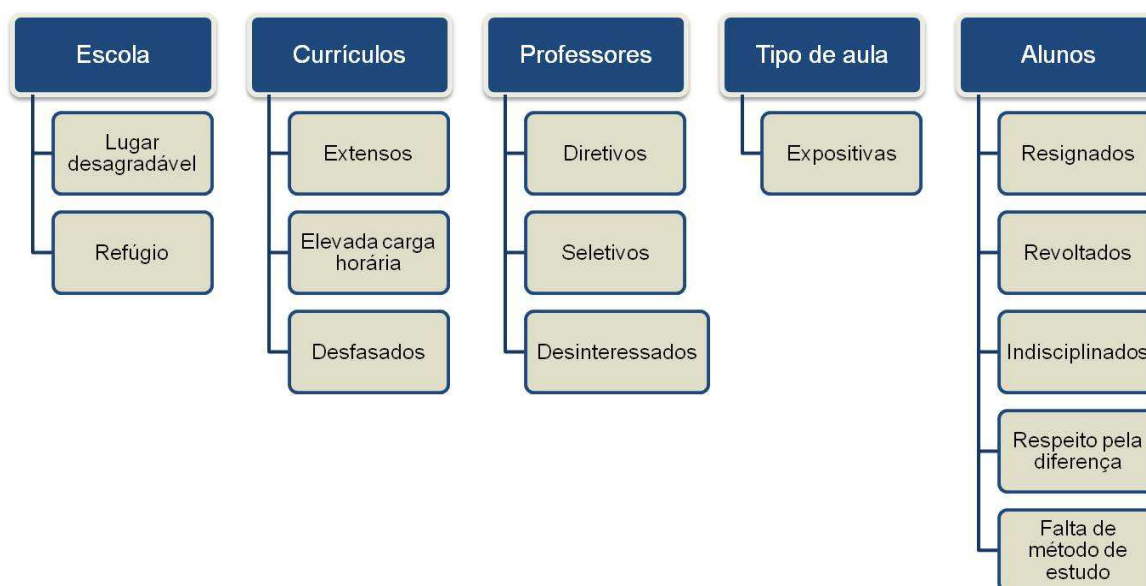 Escola
Lugar
desagradável
Refúgio
Currículos
Extensos
Elevada carga
horária
Desfasados
Professores
Diretivos
Seletivos
Desinteressados
Tipo de aula
Expositivas
Alunos
Resignados
Revoltados
Indisciplinados
Respeito pela
diferença
Falta de
método de
estudo